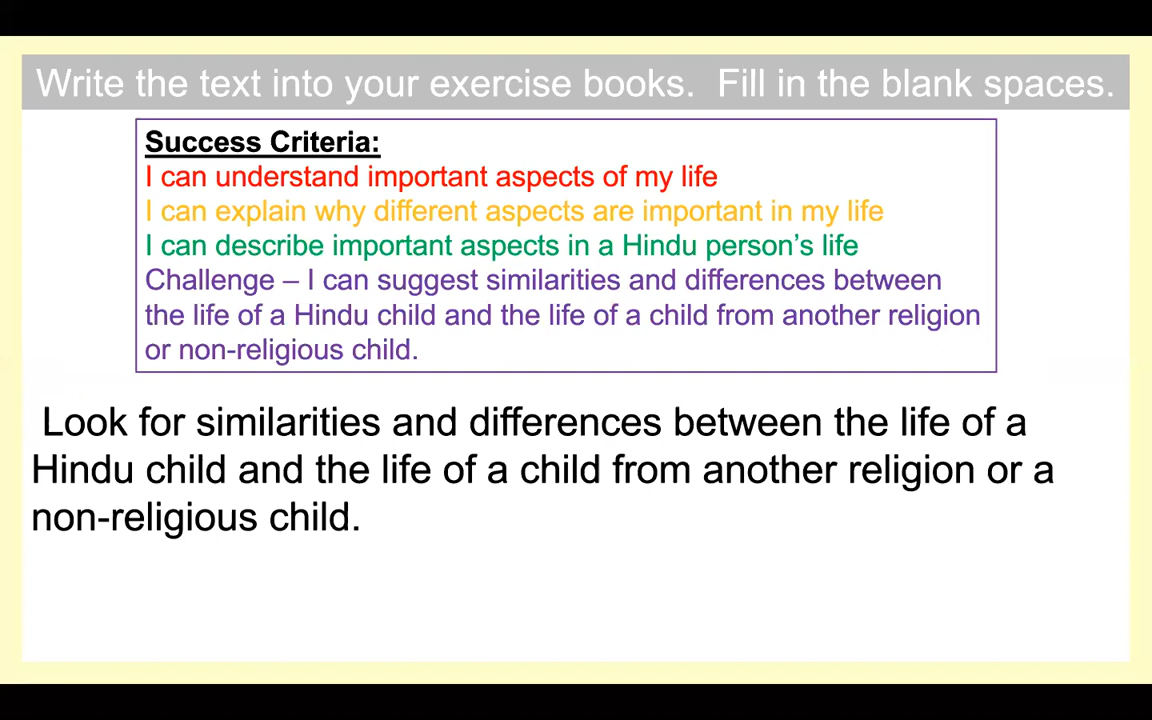 Write the text into your exercise books.  Fill in the blank spaces.
Success Criteria:
I can understand important aspects of my life
I can explain why different aspects are important in my life
I can describe important aspects in a Hindu person’s life
Challenge – I can suggest similarities and differences between
the life of a Hindu child and the life of a child from another religion
or non-religious child.
Look for similarities and differences between the life of a
Hindu child and the life of a child from another religion or a
non-religious child.